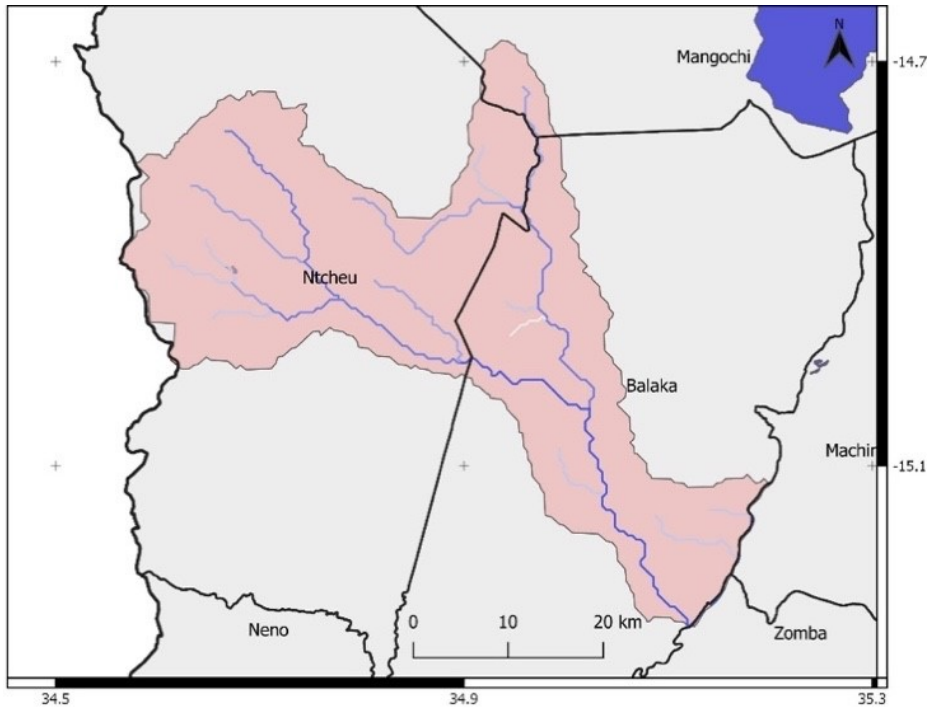 N
Mangochi
-14.7
Ntcheu
Balaka
Machin
-15.1
0 10 20 km
Neno
Zomba
34.5 34.9 35.3